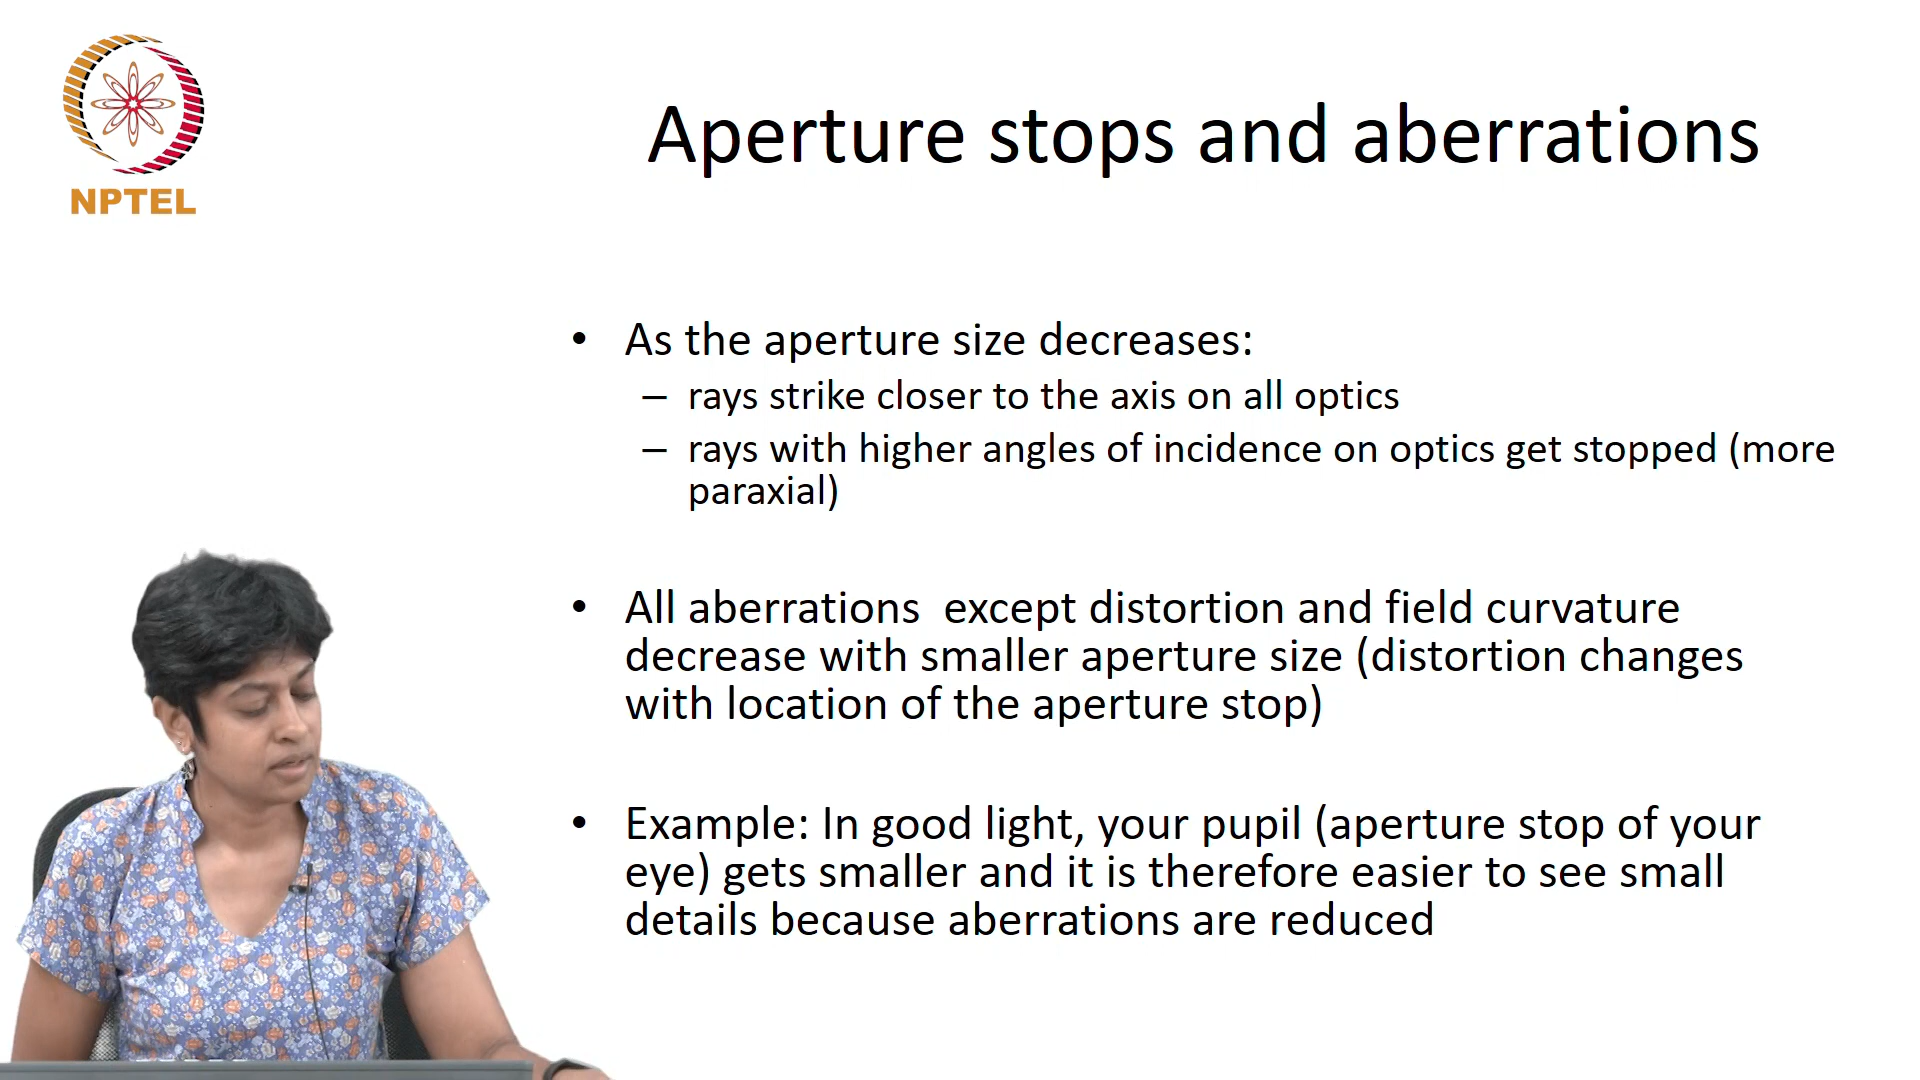 NPTEL
Aperture stops and aberrations
• As the aperture size decreases:
– rays strike closer to the axis on all optics
– rays with higher angles of incidence on optics get stopped (more
paraxial)
• All aberrations except distortion and field curvature
decrease with smaller aperture size (distortion changes
with location of the aperture stop)
• Example: In good light, your pupil (aperture stop of your
eye) gets smaller and it is therefore easier to see small
details because aberrations are reduced